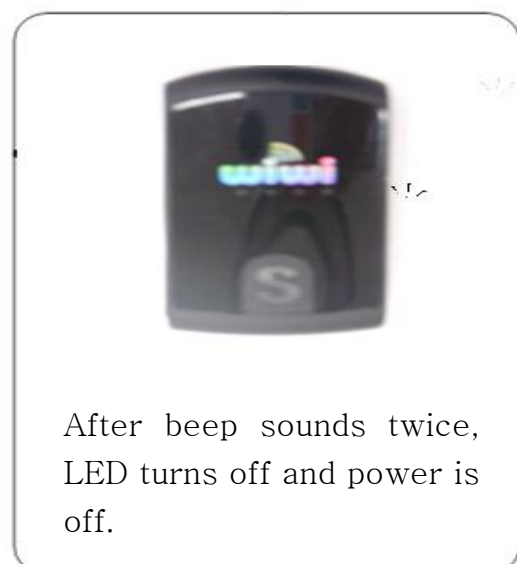 wiwi
S
After beep sounds twice,
LED turns off and power is
off.